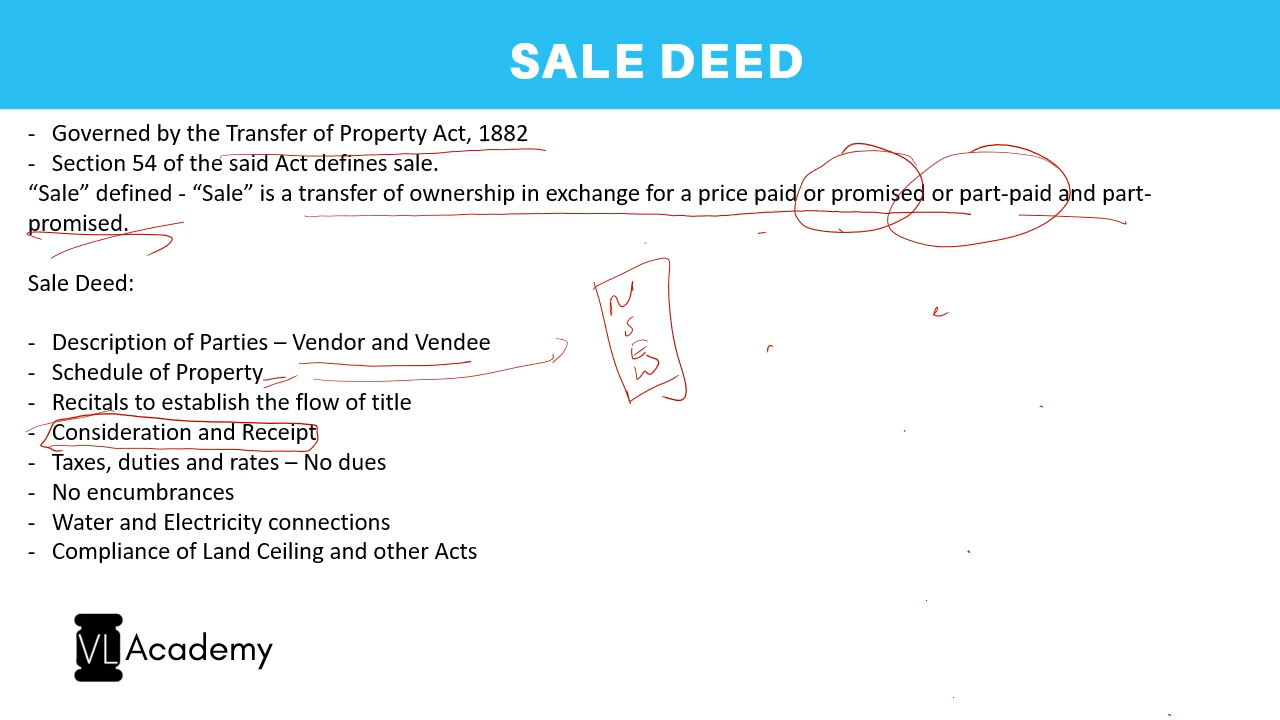 SALE DEED
- Governed by the Transfer of Property Act, 1882
- Section 54 of the said Act defines sale.
“Sale” defined - “Sale” is a transfer of ownership in exchange for a price paid or promised or part-paid and part-
promised.
Sale Deed:
- Description of Parties – Vendor and Vendee
- Schedule of Property
- Recitals to establish the flow of title
- Consideration and Receipt
- Taxes, duties and rates – No dues
- No encumbrances
- Water and Electricity connections
- Compliance of Land Ceiling and other Acts
N
S
E
W
VL Academy